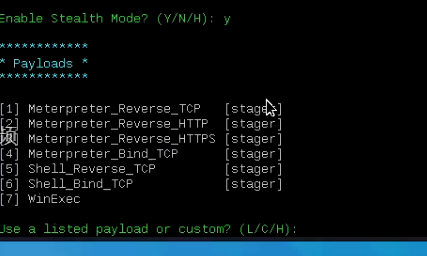 Enable Stealth Mode? (Y/N/H): y
************
* Payloads *
************
[1] Meterpreter_Reverse_TCP [stager]
[2] Meterpreter_Reverse_HTTP [stager]
[3] Meterpreter_Reverse_HTTPS [stager]
[4] Meterpreter_Bind_TCP [stager]
[5] Shell_Reverse_TCP [stager]
[6] Shell_Bind_TCP [stager]
[7] WinExec
Use a listed payload or custom? (L/C/H):